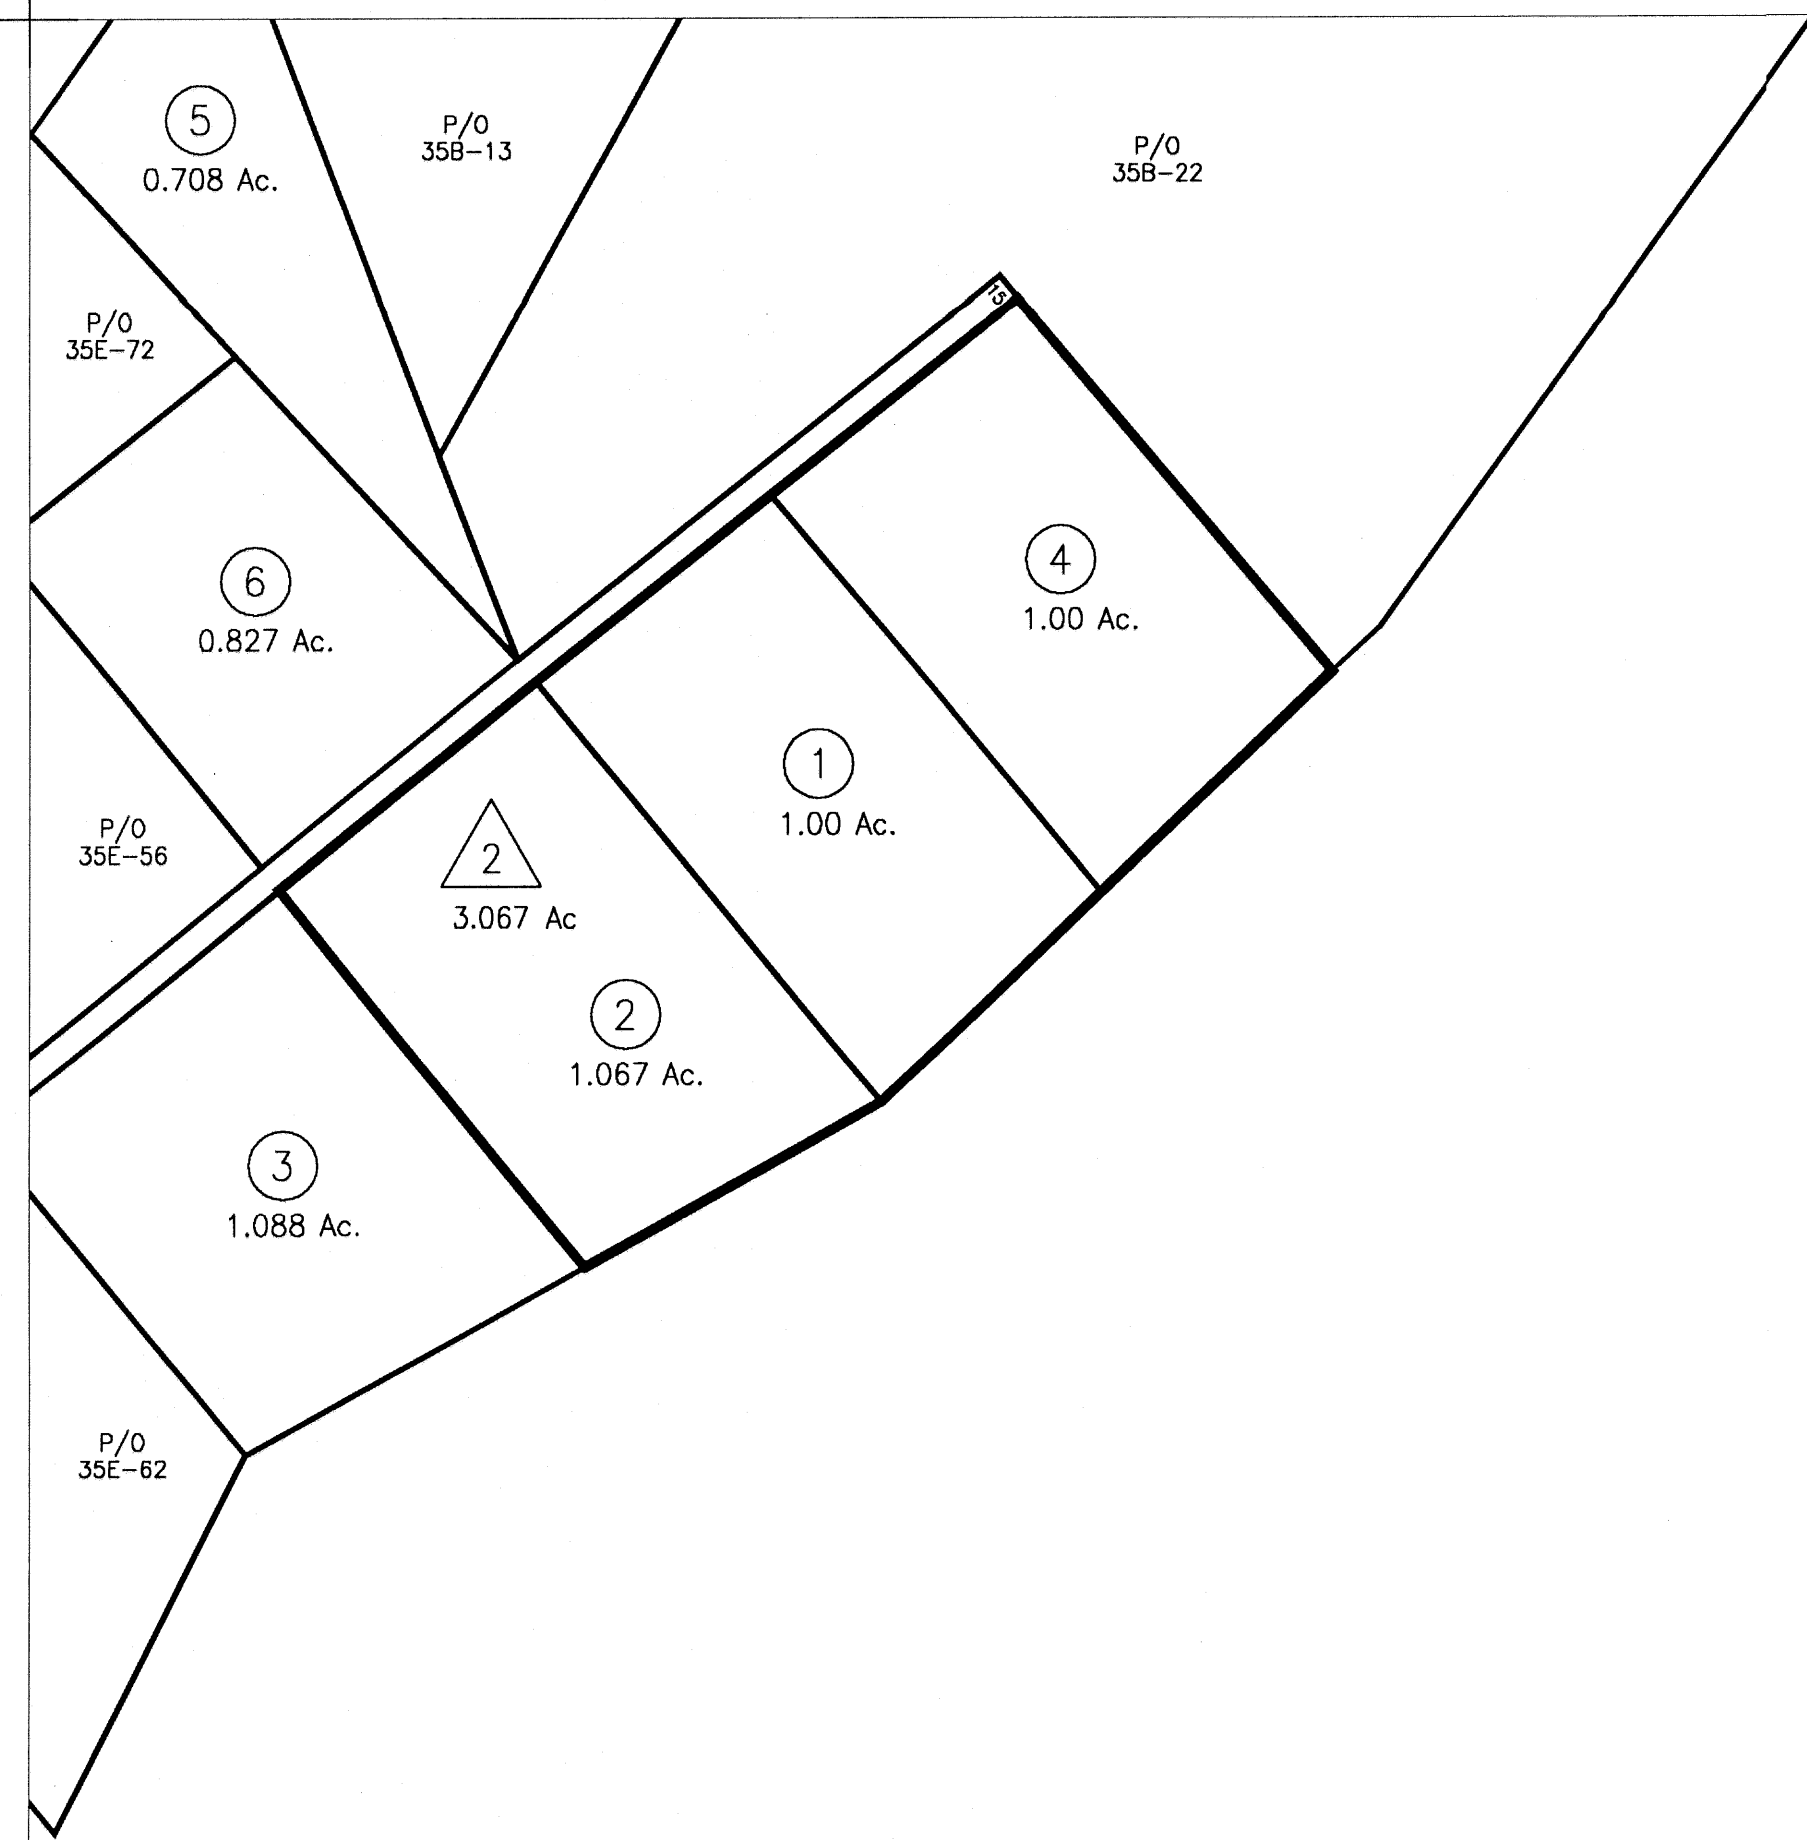 5
0.708 Ac.
P/O
35B-13
P/O
35B-22
P/O
35E-72
15
6
0.827 Ac.
4
1.00 Ac.
1
1.00 Ac.
P/O
35E-56
2
3.067 Ac
2
1.067 Ac.
3
1.088 Ac.
P/O
35E-62